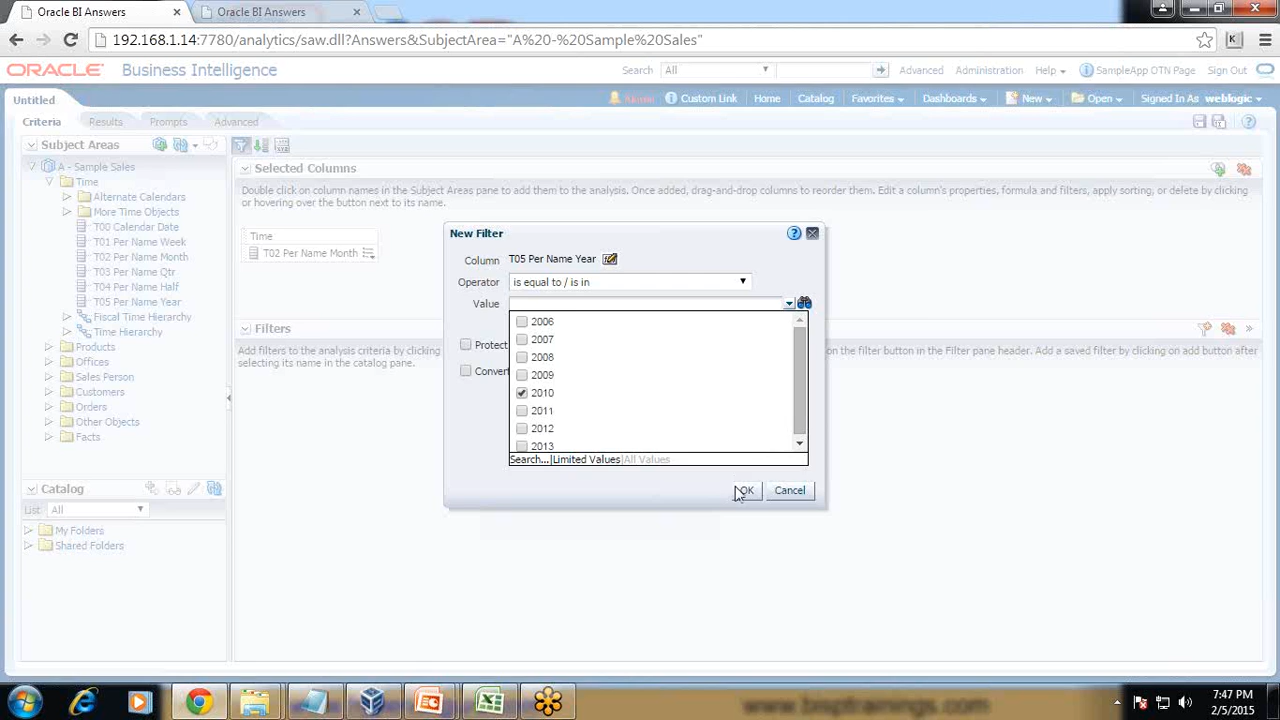 Oracle BI Answers
Oracle BI Answers
192.168.1.14:7780/analytics/saw.dll?Answers&SubjectArea="A%20-%20Sample%20Sales"
ORACLE Business Intelligence
Search All Advanced Administration Help SampleApp OTN Page Sign Out
Untitled
Custom Link Home Catalog Favorites Dashboards New Open Signed In As weblogic
Criteria Results Prompts Advanced
Subject Areas
A - Sample Sales
Time
Alternate Calendars
More Time Objects
T00 Calendar Date
T01 Per Name Week
T02 Per Name Month
T03 Per Name Qtr
T04 Per Name Half
T05 Per Name Year
Fiscal Time Hierarchy
Time Hierarchy
Products
Offices
Sales Person
Customers
Orders
Other Objects
Facts
Catalog
List All
My Folders
Shared Folders
Selected Columns
Double click on column names in the Subject Areas pane to add them to the analysis. Once added, drag-and-drop columns to reorder them. Edit a column's properties, formula and filters, apply sorting, or delete by clicking
or hovering over the button next to its name.
Time
T02 Per Name Month
Filters
Add filters to the analysis criteria by clicking
on the filter button in the Filter pane header. Add a saved filter by clicking on add button after
selecting its name in the catalog pane.
New Filter
Column T05 Per Name Year
Operator is equal to / is in
Value
2006
2007
2008
2009
2010
2011
2012
2013
Search...|Limited Values|All Values
Protect
Convert
OK Cancel
7:47 PM
2/5/2015